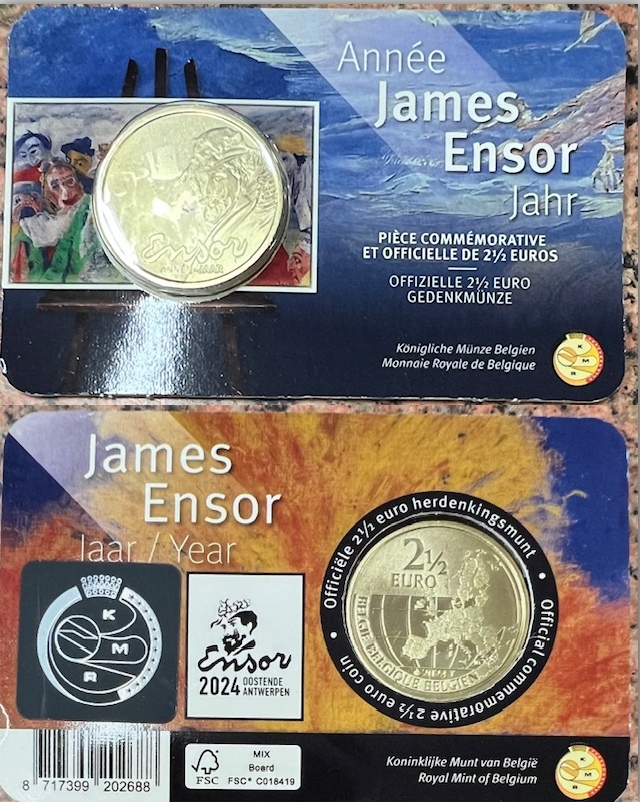 Année
James
Ensor
Jahr
PIÈCE COMMÉMORATIVE
ET OFFICIELLE DE 2½ EUROS
OFFIZIELLE 2½ EURO
GEDENKMÜNZE
Königliche Münze Belgien
Monnaie Royale de Belgique
K
M
R
Ensor
ANNÉE-JAAR
James
Ensor
Jaar / Year
K
M
R
Ensor
2024 OOSTENDE
ANTWERPEN
Officiële 2½ euro herdenkingsmunt
Official commemorative 2½ euro coin
2½
EURO
BELGIË BELGIQUE BELGIEN
8 717399 202688
FSC
MIX
Board
FSC® C018419
Koninklijke Munt van België
Royal Mint of Belgium
K
M
R